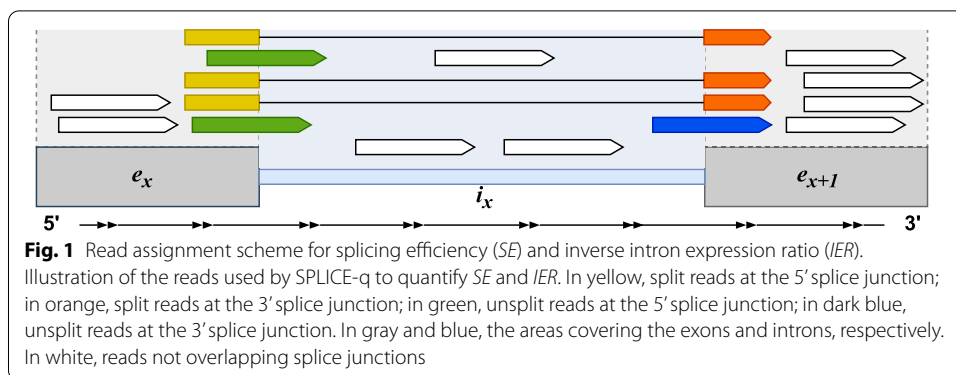 e_x
i_x
e_{x+1}
5' 3'
Fig. 1 Read assignment scheme for splicing efficiency (SE) and inverse intron expression ratio (IER).
Illustration of the reads used by SPLICE-q to quantify SE and IER. In yellow, split reads at the 5′ splice junction;
in orange, split reads at the 3′ splice junction; in green, unsplit reads at the 5′ splice junction; in dark blue,
unsplit reads at the 3′ splice junction. In gray and blue, the areas covering the exons and introns, respectively.
In white, reads not overlapping splice junctions